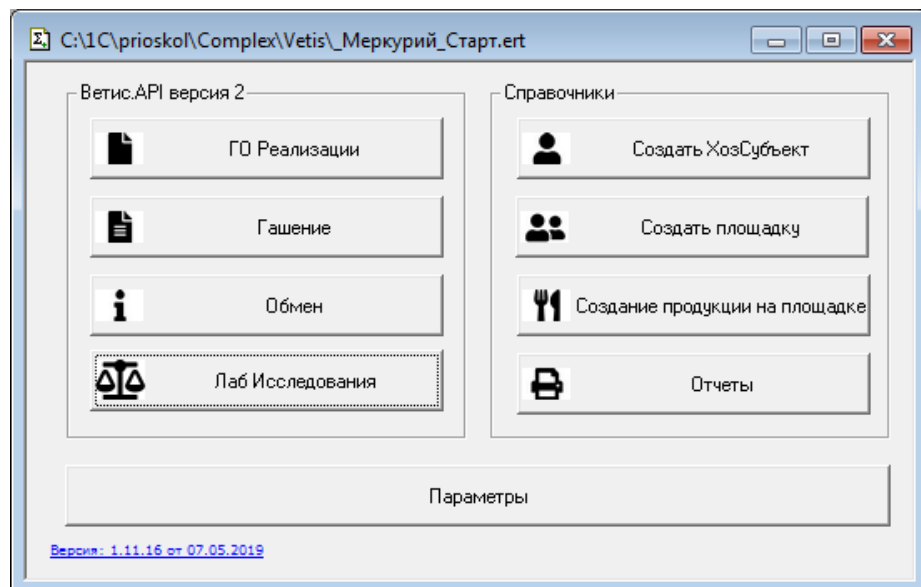 C:\1C\prioskol\Complex\Vetis\_Меркурий_Старт.ert
Ветис.API версия 2
ГО Реализации
Гашение
Обмен
Лаб Исследования
Справочники
Создать ХозСубъект
Создать площадку
Создание продукции на площадке
Отчеты
Параметры
Версия: 1.11.16 от 07.05.2019